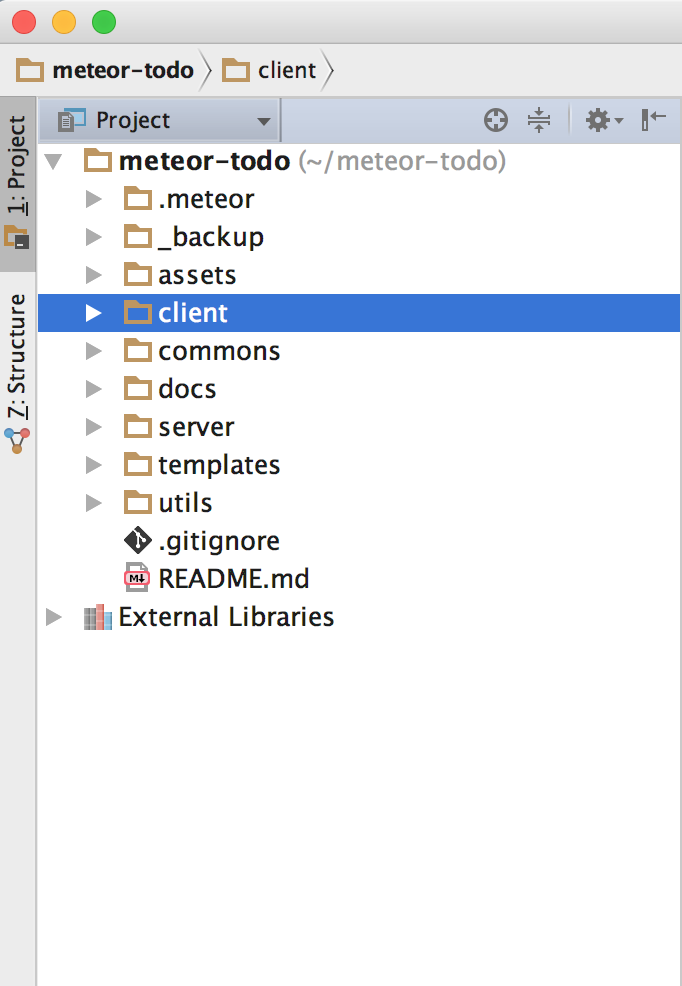 meteor-todo client
1: Project
7: Structure
Project
meteor-todo (~/meteor-todo)
.meteor
_backup
assets
client
commons
docs
server
templates
utils
.gitignore
M↓ README.md
External Libraries